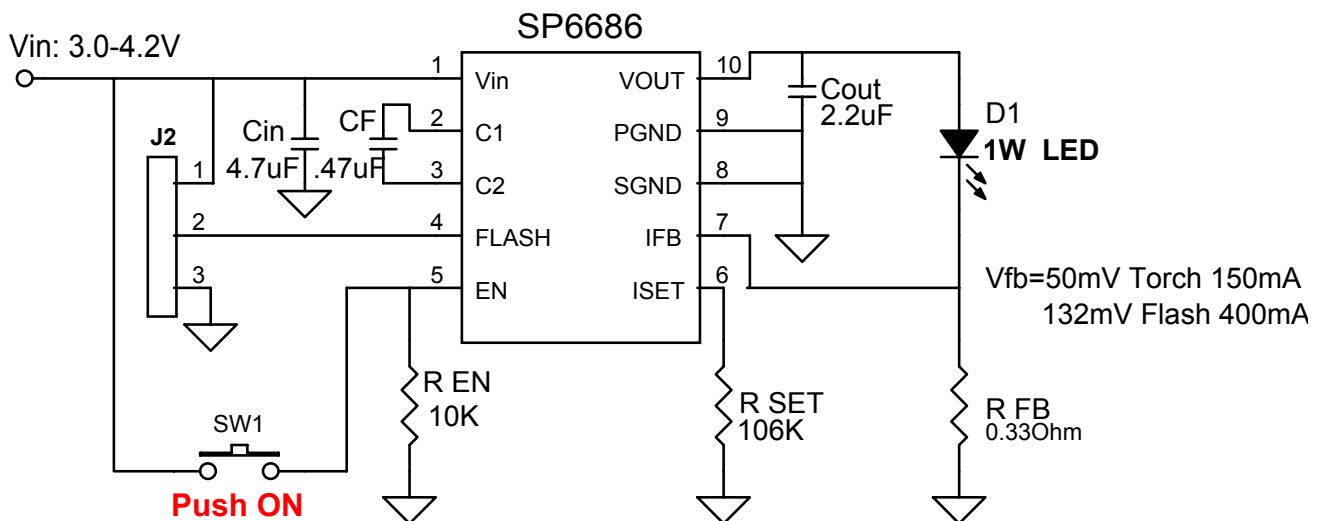 SP6686
Vin: 3.0-4.2V
1
Vin
VOUT
10
Cout
2.2uF
D1
1W LED
J2
1
Cin
4.7uF
CF
.47uF
2
C1
PGND
9
3
C2
SGND
8
2
4
FLASH
IFB
7
3
5
EN
ISET
6
Vfb=50mV Torch 150mA
132mV Flash 400mA
R EN
10K
R SET
106K
R FB
0.33Ohm
SW1
Push ON